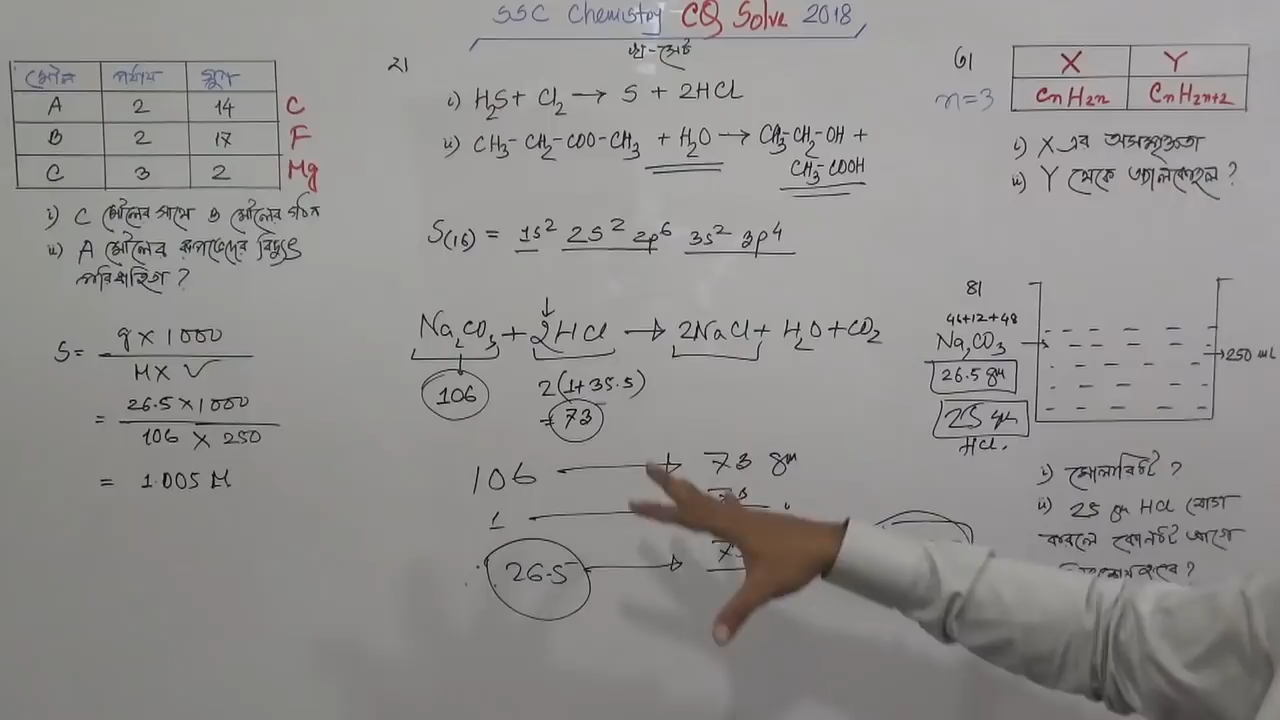 SSC Chemistry CQ Solve 2018
খ-সেট
মৌল পর্যায় গ্রুপ
A 2 14 C
B 2 17 F
C 3 2 Mg
i) C মৌলের সাথে B মৌলের গঠন
ii) A মৌলের রূপভেদের বিদ্যুৎ
পরিবাহিতা ?
S = g × 1000
M × V
= 26.5 × 1000
106 × 250
= 1.005 M
২।
i) H₂S + Cl₂ → S + 2HCl
ii) CH₃-CH₂-COO-CH₃ + H₂O → CH₃-CH₂-OH +
CH₃-COOH
S(16) = 1s² 2s² 2p⁶ 3s² 3p⁴
Na₂CO₃ + 2HCl → 2NaCl + H₂O + CO₂
106
2(1+35.5)
= 73
106 → 73 gm
1
26.5 →
৩।
X Y
n=3 CnH2n CnH2n+2
i) X এর অসম্পৃক্ততা
ii) Y থেকে অ্যালকোহল ?
৪।
46+12+48
Na₂CO₃
26.5 gm
250 mL
25 gm
HCl.
i) মোলারিটি ?
ii) 25 gm HCl যোগ
করলে কোনটি আগে